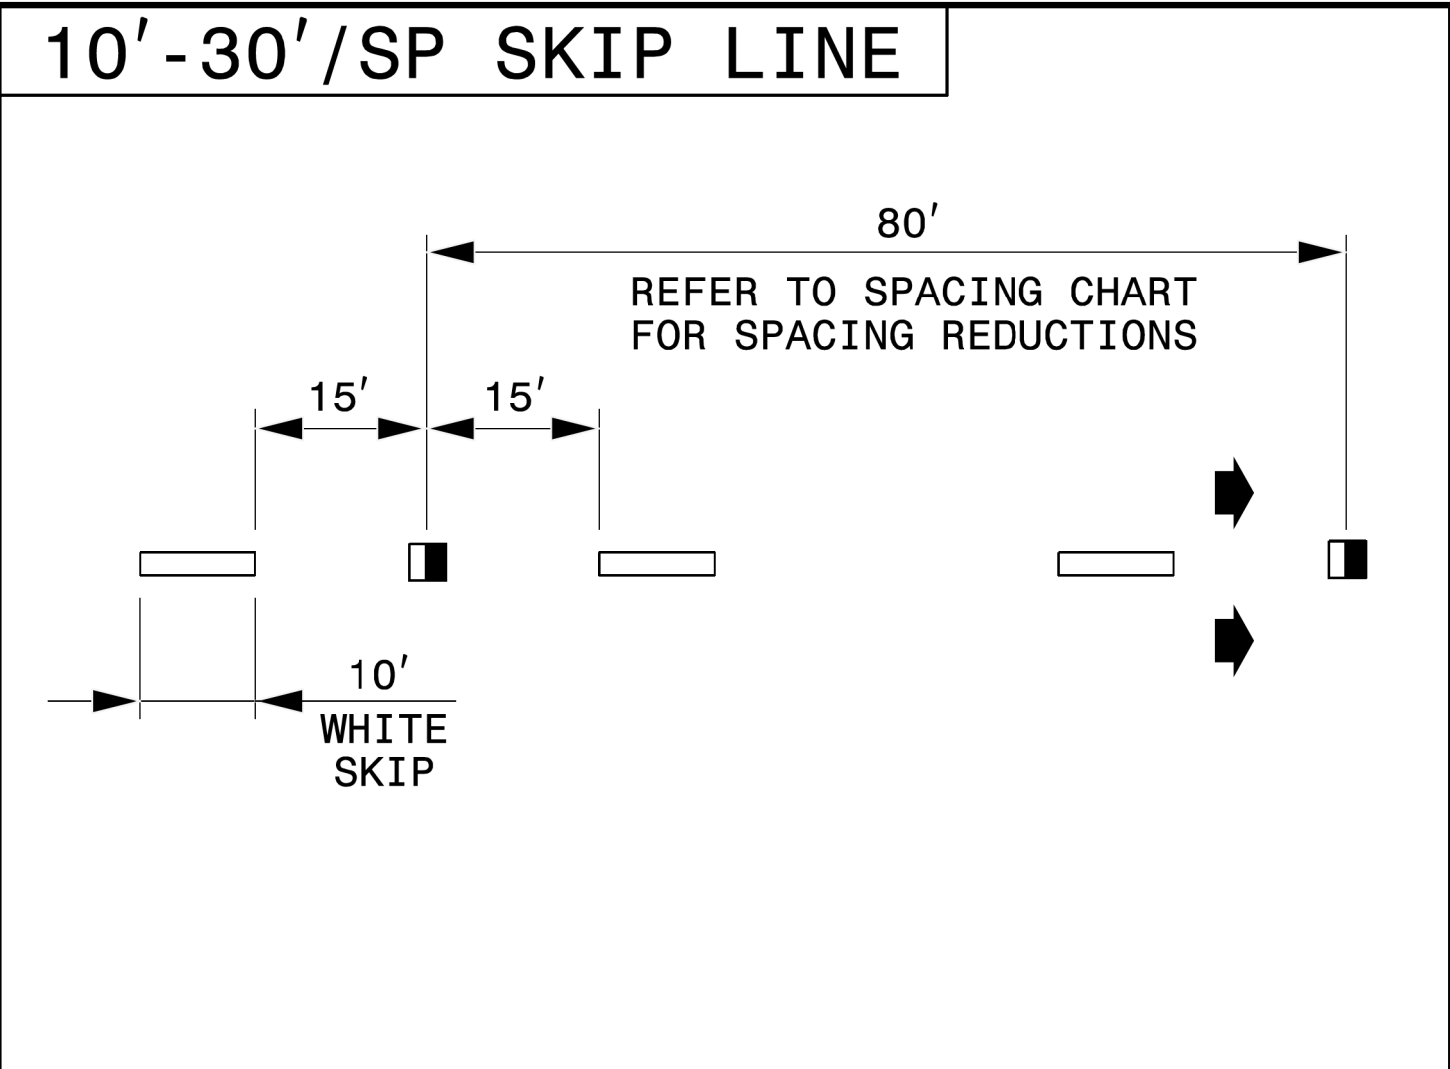 10'-30'/SP SKIP LINE
80'
REFER TO SPACING CHART
FOR SPACING REDUCTIONS
15'
15'
10'
WHITE
SKIP